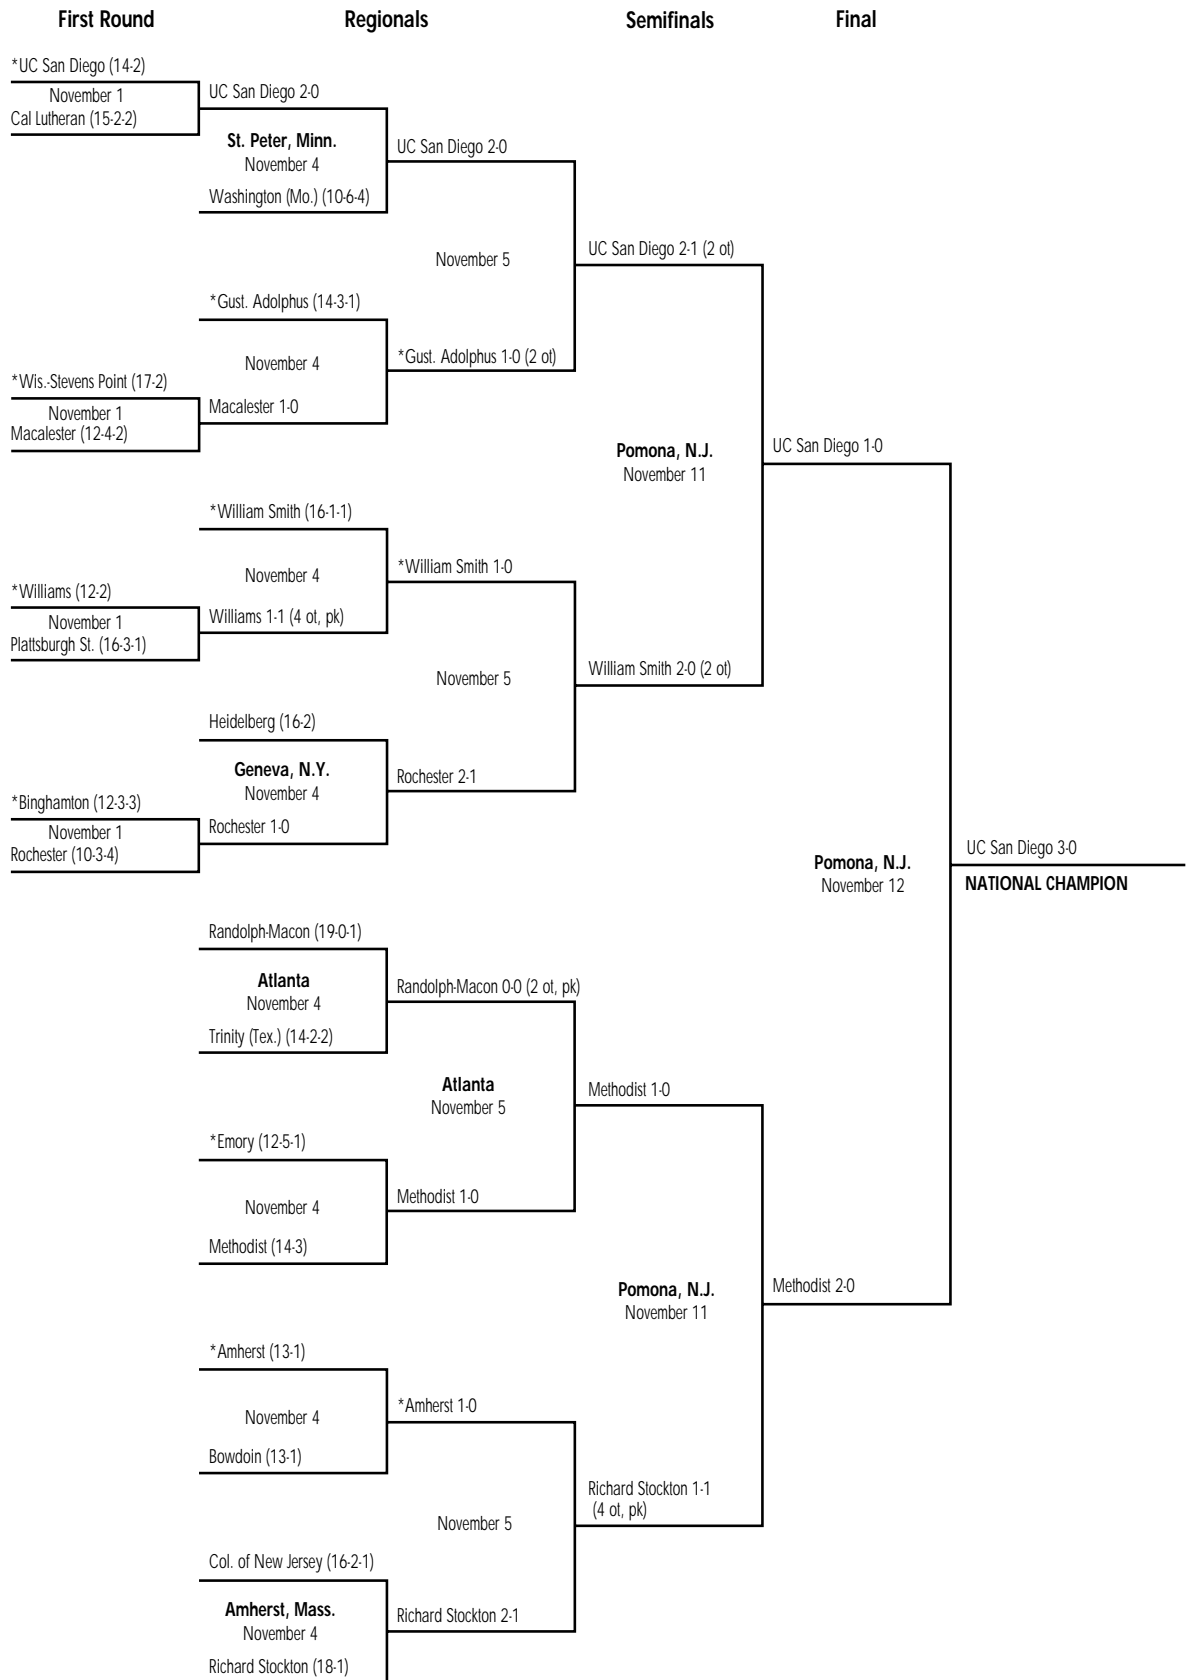 First Round
Regionals
Semifinals
Final
*UC San Diego (14-2)
November 1
Cal Lutheran (15-2-2)
UC San Diego 2-0
St. Peter, Minn.
November 4
Washington (Mo.) (10-6-4)
UC San Diego 2-0
November 5
*Gust. Adolphus (14-3-1)
November 4
*Gust. Adolphus 1-0 (2 ot)
*Wis.-Stevens Point (17-2)
November 1
Macalester (12-4-2)
Macalester 1-0
UC San Diego 2-1 (2 ot)
Pomona, N.J.
November 11
UC San Diego 1-0
*William Smith (16-1-1)
November 4
*William Smith 1-0
*Williams (12-2)
November 1
Plattsburgh St. (16-3-1)
Williams 1-1 (4 ot, pk)
November 5
William Smith 2-0 (2 ot)
Heidelberg (16-2)
Geneva, N.Y.
November 4
Rochester 2-1
*Binghamton (12-3-3)
November 1
Rochester (10-3-4)
Rochester 1-0
Pomona, N.J.
November 12
UC San Diego 3-0
NATIONAL CHAMPION
Randolph-Macon (19-0-1)
Atlanta
November 4
Trinity (Tex.) (14-2-2)
Randolph-Macon 0-0 (2 ot, pk)
Atlanta
November 5
Methodist 1-0
*Emory (12-5-1)
November 4
Methodist (14-3)
Methodist 1-0
Pomona, N.J.
November 11
Methodist 2-0
*Amherst (13-1)
November 4
Bowdoin (13-1)
*Amherst 1-0
November 5
Richard Stockton 1-1
(4 ot, pk)
Col. of New Jersey (16-2-1)
Amherst, Mass.
November 4
Richard Stockton (18-1)
Richard Stockton 2-1